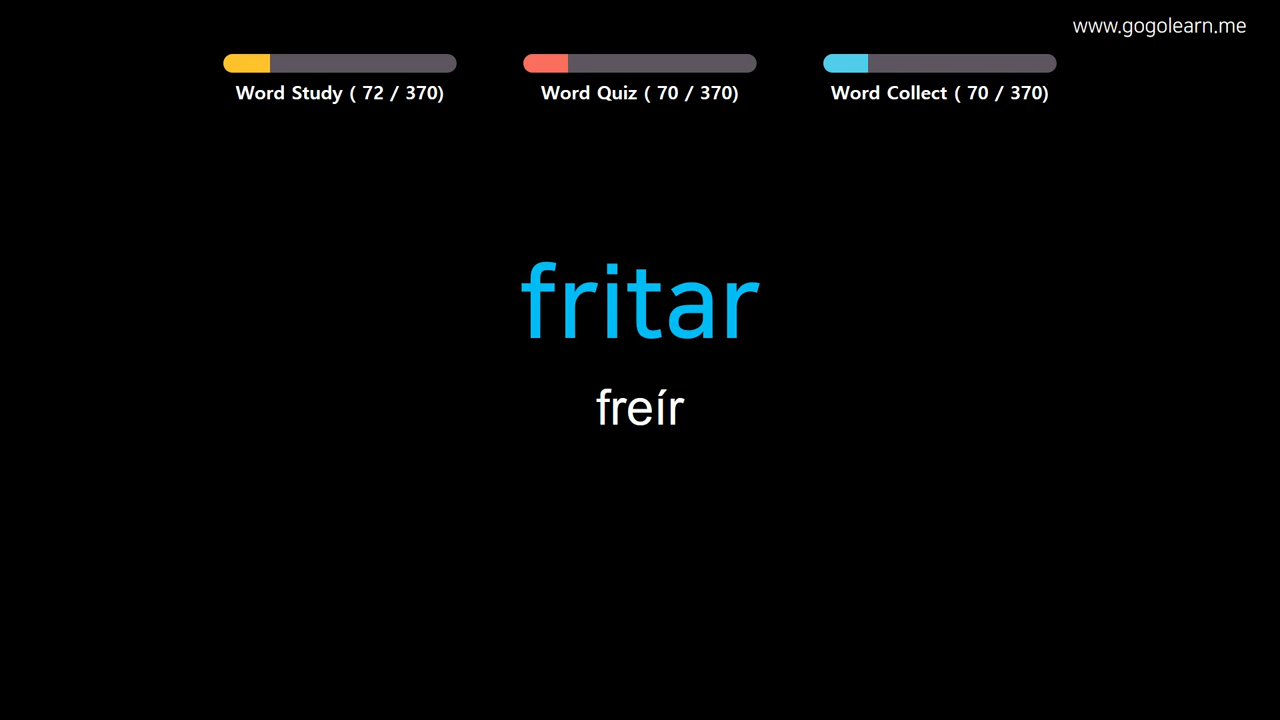 www.gogolearn.me
Word Study ( 72 / 370)
Word Quiz ( 70 / 370)
Word Collect ( 70 / 370)
fritar
freír